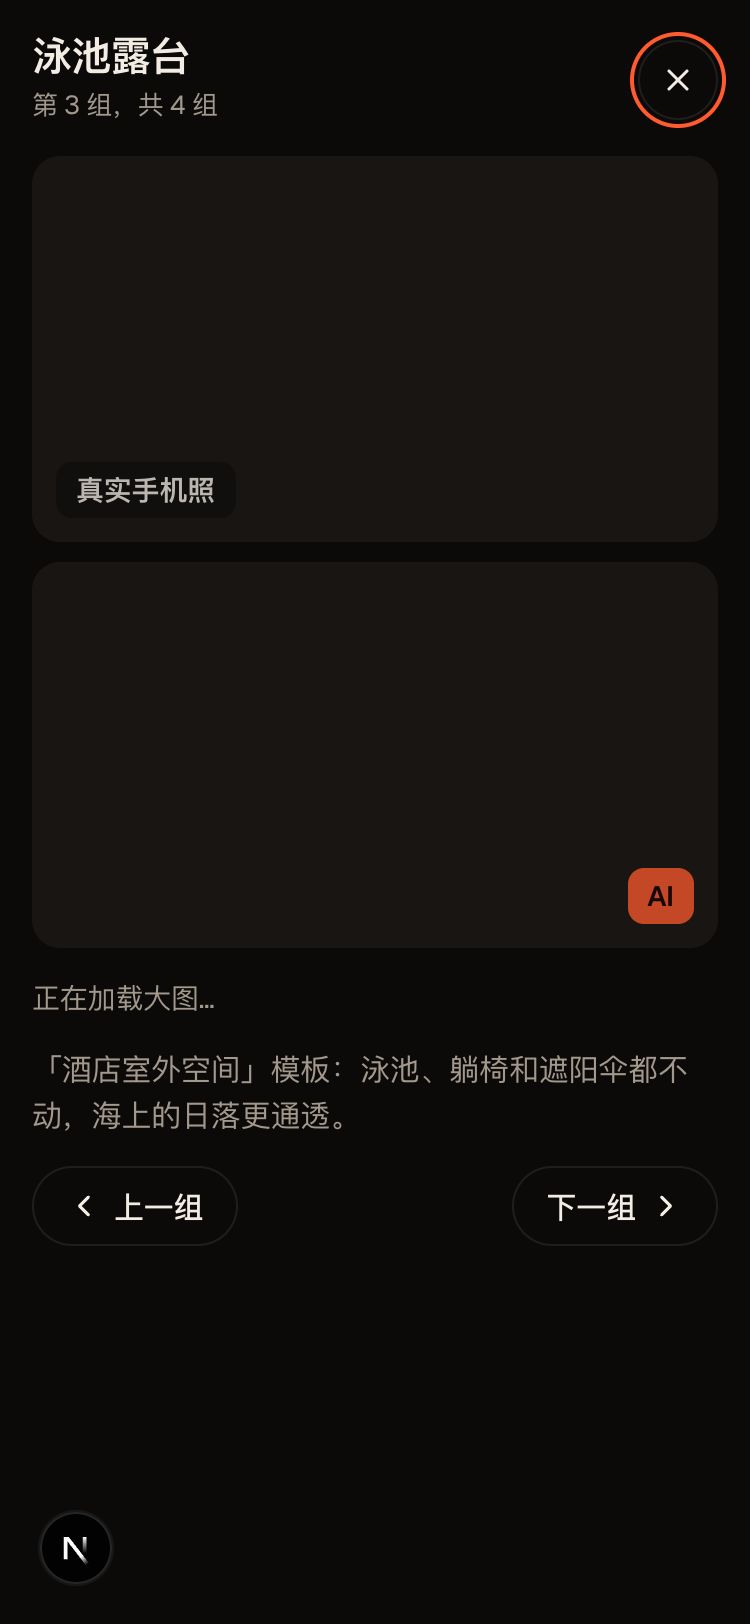 泳池露台
第 3 组，共 4 组
真实手机照
AI
正在加载大图…
「酒店室外空间」模板：泳池、躺椅和遮阳伞都不
动，海上的日落更通透。
上一组
下一组
N